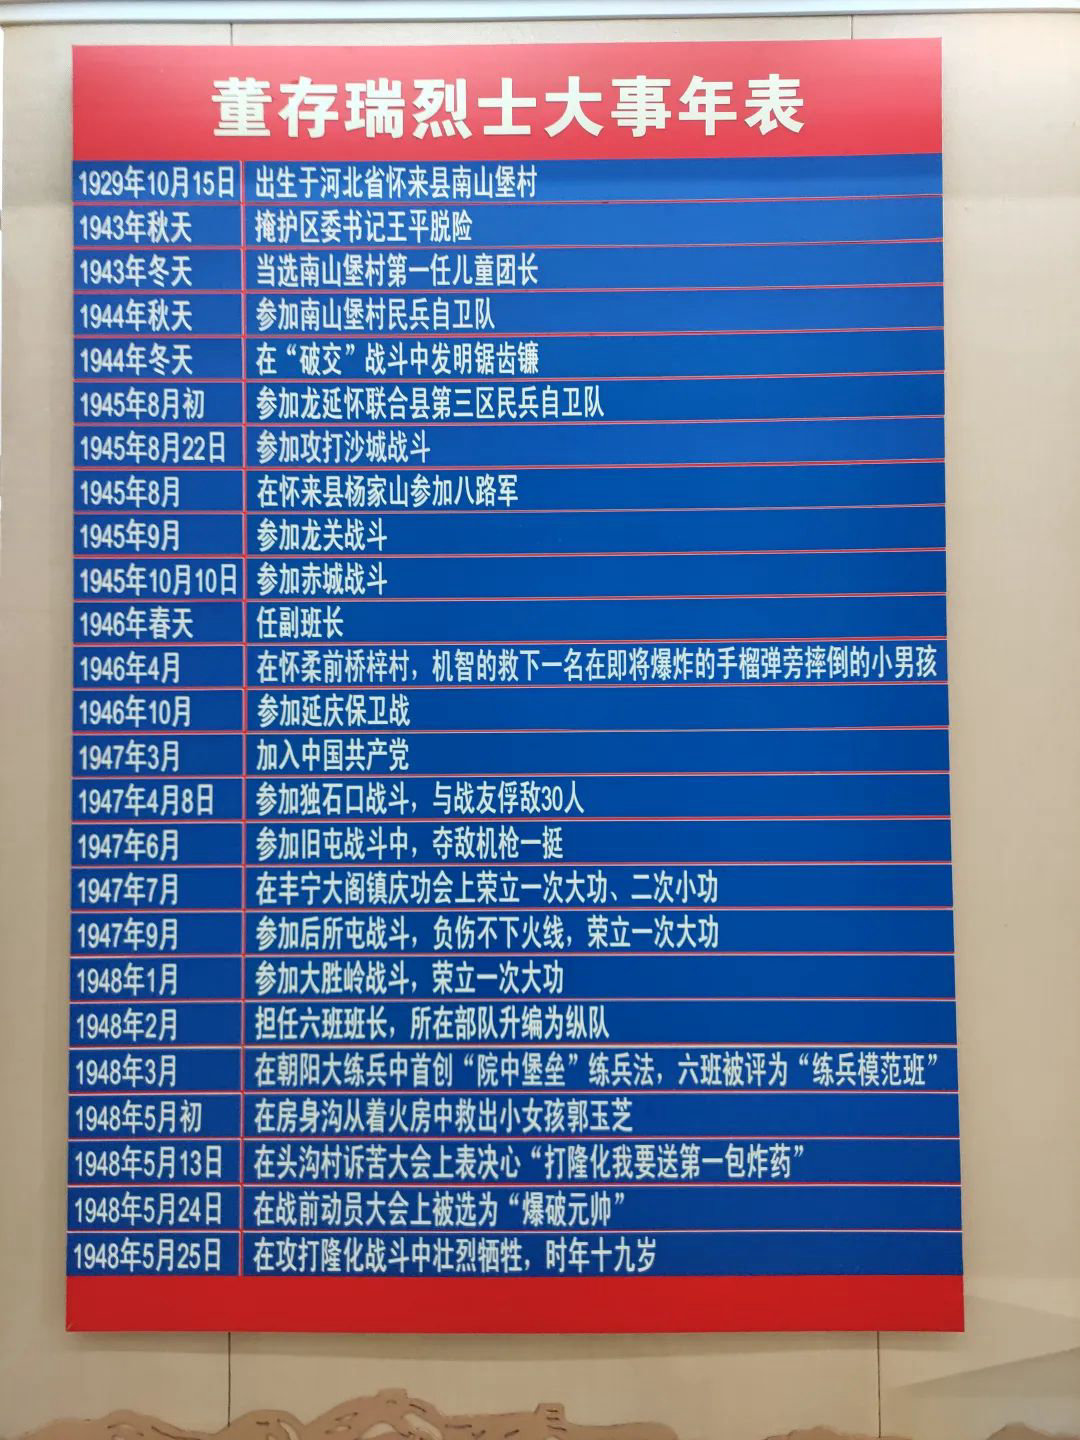 董存瑞烈士大事年表
1929年10月15日 出生于河北省怀来县南山堡村
1943年秋天 掩护区委书记王平脱险
1943年冬天 当选南山堡村第一任儿童团长
1944年秋天 参加南山堡村民兵自卫队
1944年冬天 在“破交”战斗中发明锯齿镰
1945年8月初 参加龙延怀联合县第三区民兵自卫队
1945年8月22日 参加攻打沙城战斗
1945年8月 在怀来县杨家山参加八路军
1945年9月 参加龙关战斗
1945年10月10日 参加赤城战斗
1946年春天 任副班长
1946年4月 在怀柔前桥梓村，机智的救下一名在即将爆炸的手榴弹旁摔倒的小男孩
1946年10月 参加延庆保卫战
1947年3月 加入中国共产党
1947年4月8日 参加独石口战斗，与战友俘敌30人
1947年6月 参加旧屯战斗中，夺敌机枪一挺
1947年7月 在丰宁大阁镇庆功会上荣立一次大功、二次小功
1947年9月 参加后所屯战斗，负伤不下火线，荣立一次大功
1948年1月 参加大胜岭战斗，荣立一次大功
1948年2月 担任六班班长，所在部队升编为纵队
1948年3月 在朝阳大练兵中首创“院中堡垒”练兵法，六班被评为“练兵模范班”
1948年5月初 在房身沟从着火房中救出小女孩郭玉芝
1948年5月13日 在头沟村诉苦大会上表决心“打隆化我要送第一包炸药”
1948年5月24日 在战前动员大会上被选为“爆破元帅”
1948年5月25日 在攻打隆化战斗中壮烈牺牲，时年十九岁